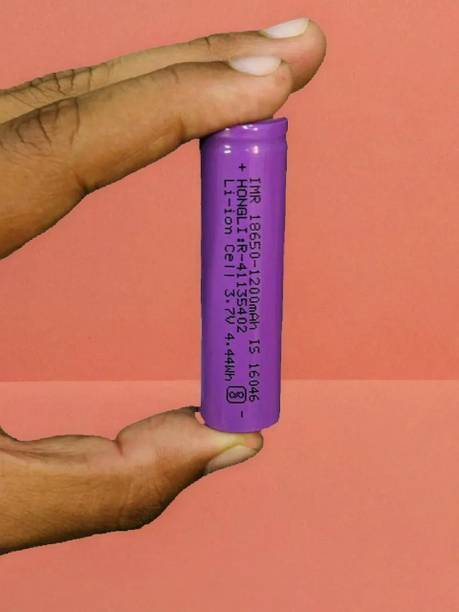 IMR 18650-1200mAh IS 16046
+ HONGLI:R-41135402
Li-ion Cell 3.7V 4.44Wh -